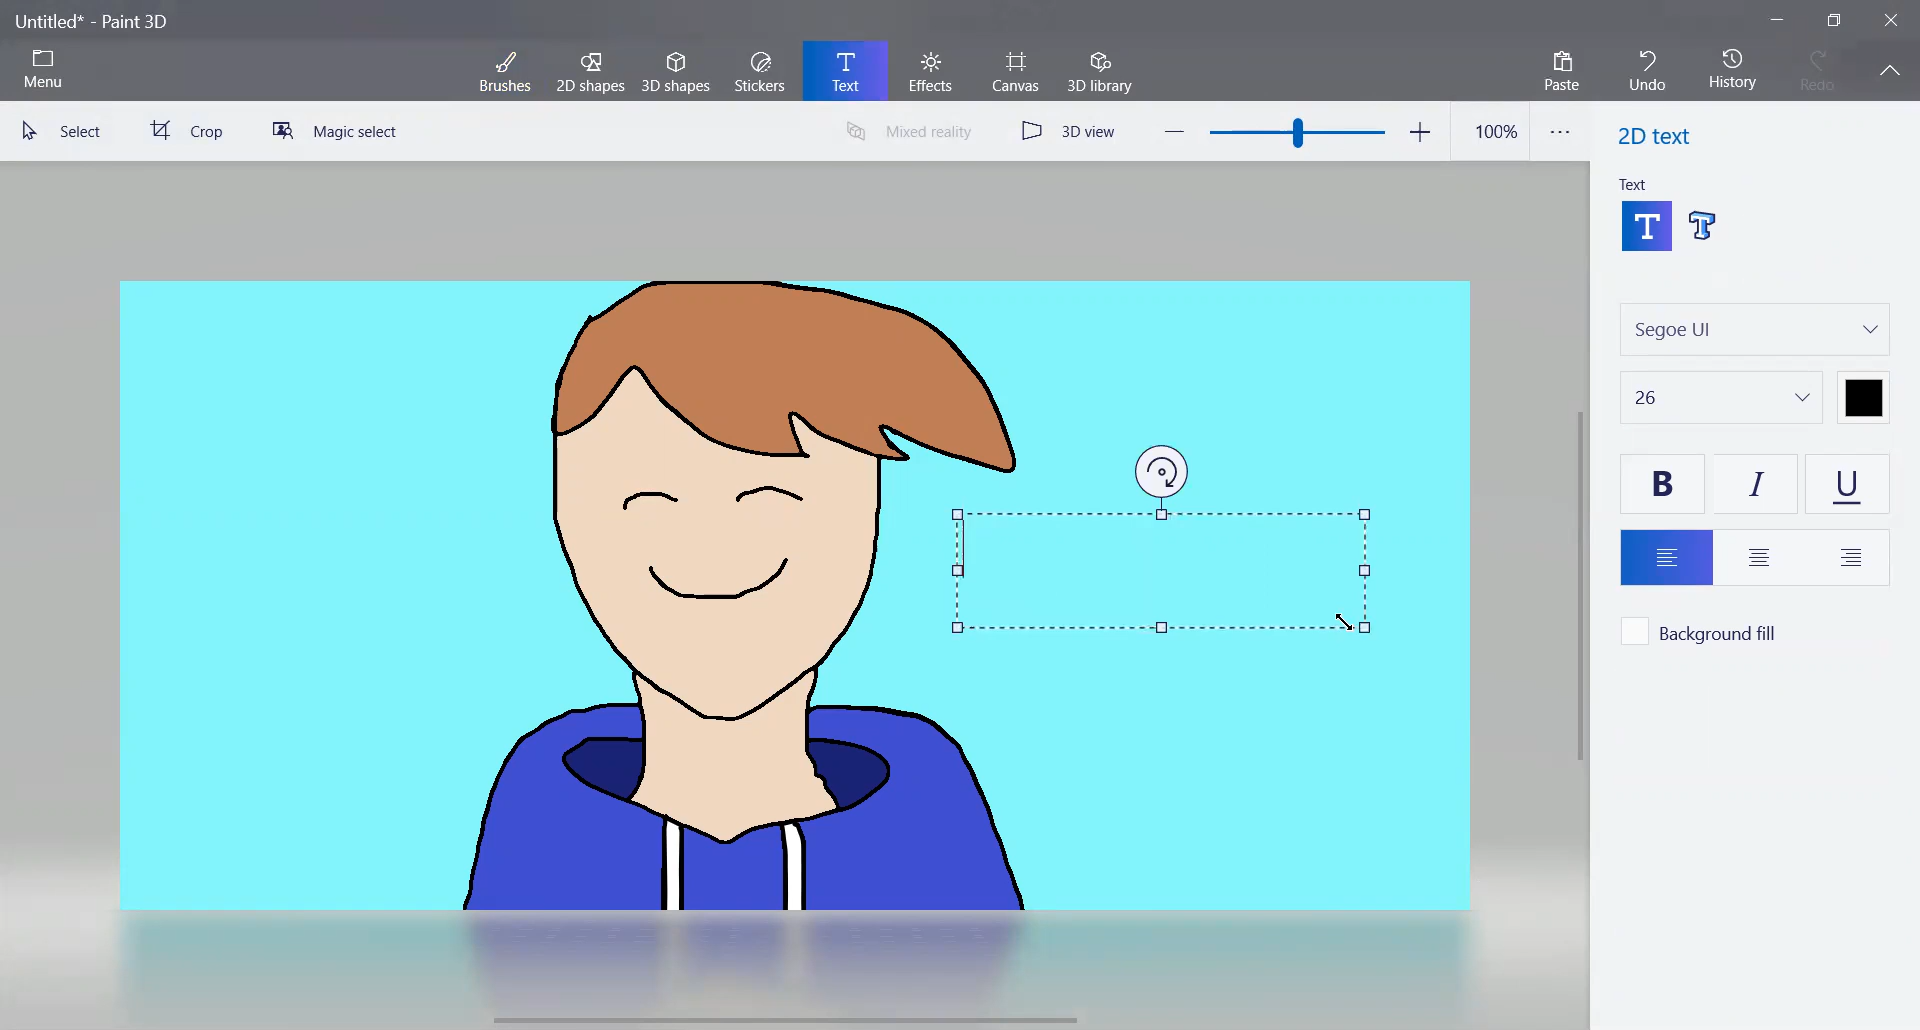 Untitled* - Paint 3D
Menu
Brushes
2D shapes
3D shapes
Stickers
Text
Effects
Canvas
3D library
Paste
Undo
History
Redo
Select
Crop
Magic select
Mixed reality
3D view
100%
2D text
Text
Segoe UI
26
B I U
Background fill